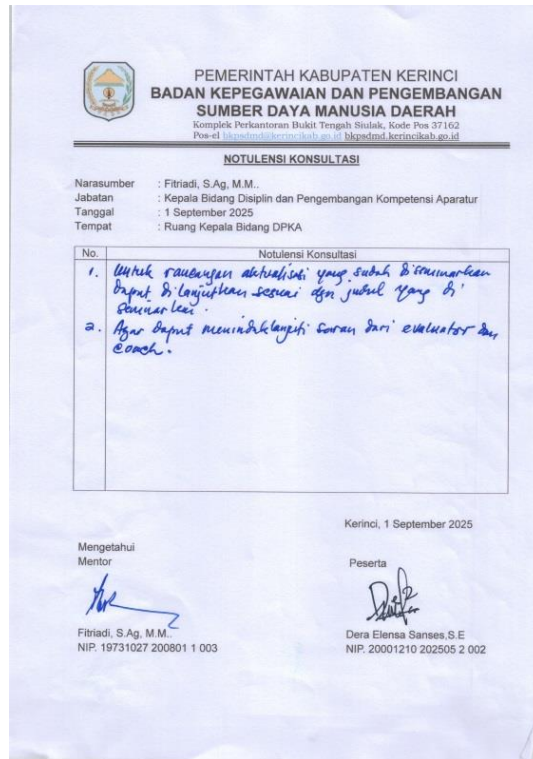 PEMERINTAH KABUPATEN KERINCI
BADAN KEPEGAWAIAN DAN PENGEMBANGAN
SUMBER DAYA MANUSIA DAERAH
Komplek Perkantoran Bukit Tengah Siulak, Kode Pos 37162
Pos-el bkpsdmd@kerincikab.go.id bkpsdmd.kerincikab.go.id
NOTULENSI KONSULTASI
Narasumber : Fitriadi, S.Ag, M.M..
Jabatan : Kepala Bidang Disiplin dan Pengembangan Kompetensi Aparatur
Tanggal : 1 September 2025
Tempat : Ruang Kepala Bidang DPKA
No. Notulensi Konsultasi
1. Untuk rancangan aktualisasi yang sudah diseminarkan
dapat dilanjutkan sesuai dgn judul yang di
seminarkan.
2. Agar dapat menindaklanjuti saran dari evaluator dan
coach.
Kerinci, 1 September 2025
Mengetahui
Mentor
Peserta
Fitriadi, S.Ag, M.M..
NIP. 19731027 200801 1 003
Dera Elensa Sanses,S.E
NIP. 20001210 202505 2 002